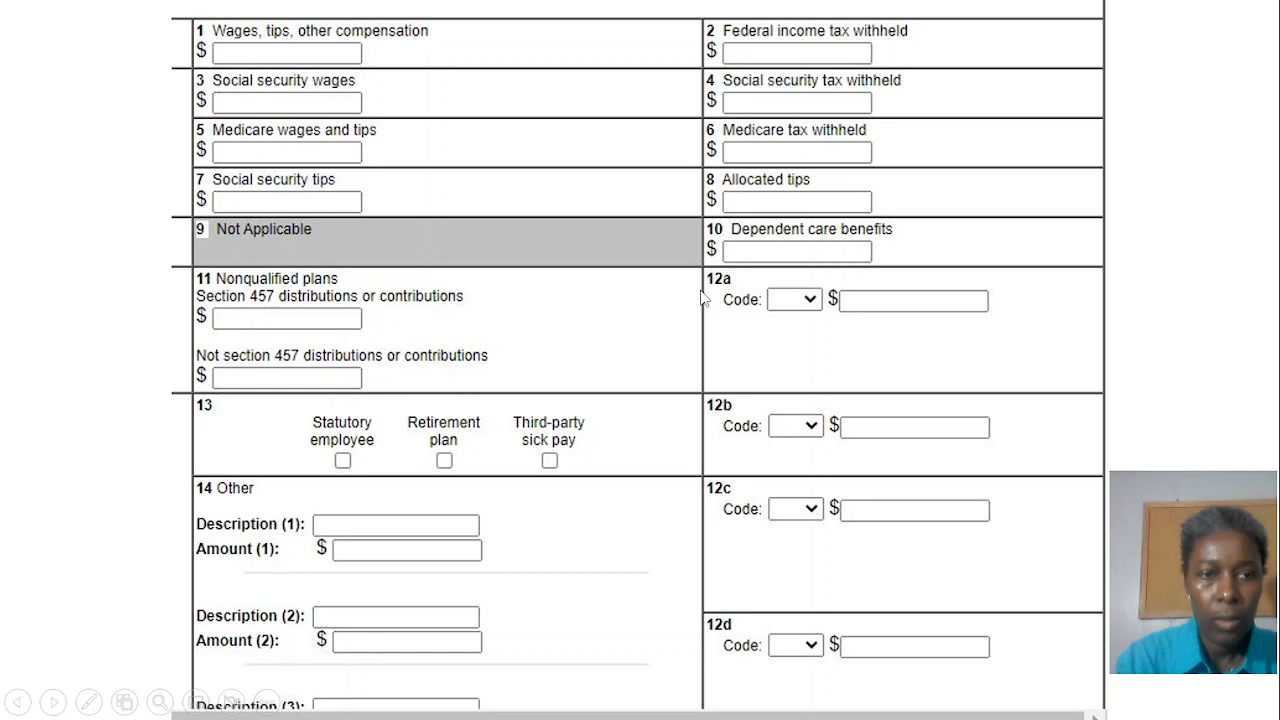 1 Wages, tips, other compensation
$
2 Federal income tax withheld
$
3 Social security wages
$
4 Social security tax withheld
$
5 Medicare wages and tips
$
6 Medicare tax withheld
$
7 Social security tips
$
8 Allocated tips
$
9 Not Applicable
10 Dependent care benefits
$
11 Nonqualified plans
Section 457 distributions or contributions
$
Not section 457 distributions or contributions
$
12a
Code: $
13
Statutory employee
Retirement plan
Third-party sick pay
12b
Code: $
14 Other
Description (1):
Amount (1): $
Description (2):
Amount (2): $
Description (3):
12c
Code: $
12d
Code: $